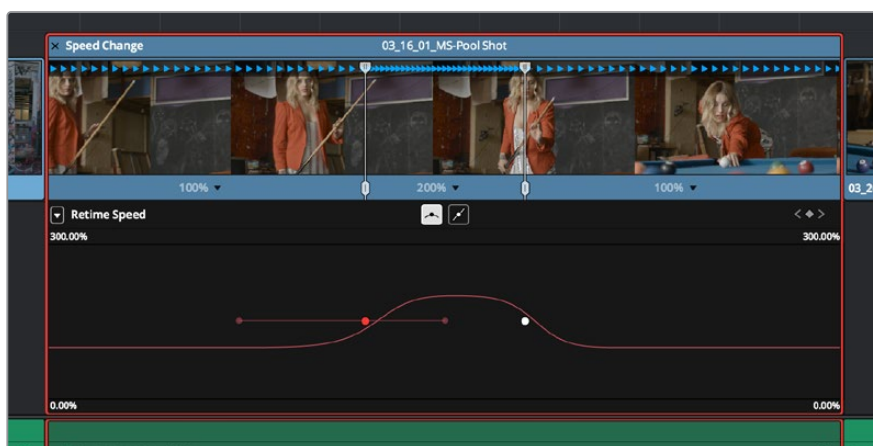 × Speed Change 03_16_01_MS-Pool Shot
100% 200% 100%
03_2
Retime Speed
300.00% 300.00%
0.00% 0.00%